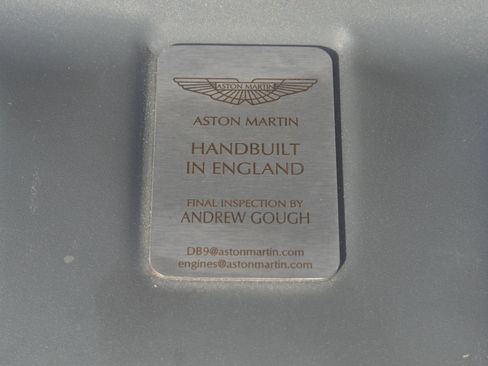 ASTON MARTIN
ASTON MARTIN
HANDBUILT
IN ENGLAND
FINAL INSPECTION BY
ANDREW GOUGH
DB9@astonmartin.com
engines@astonmartin.com